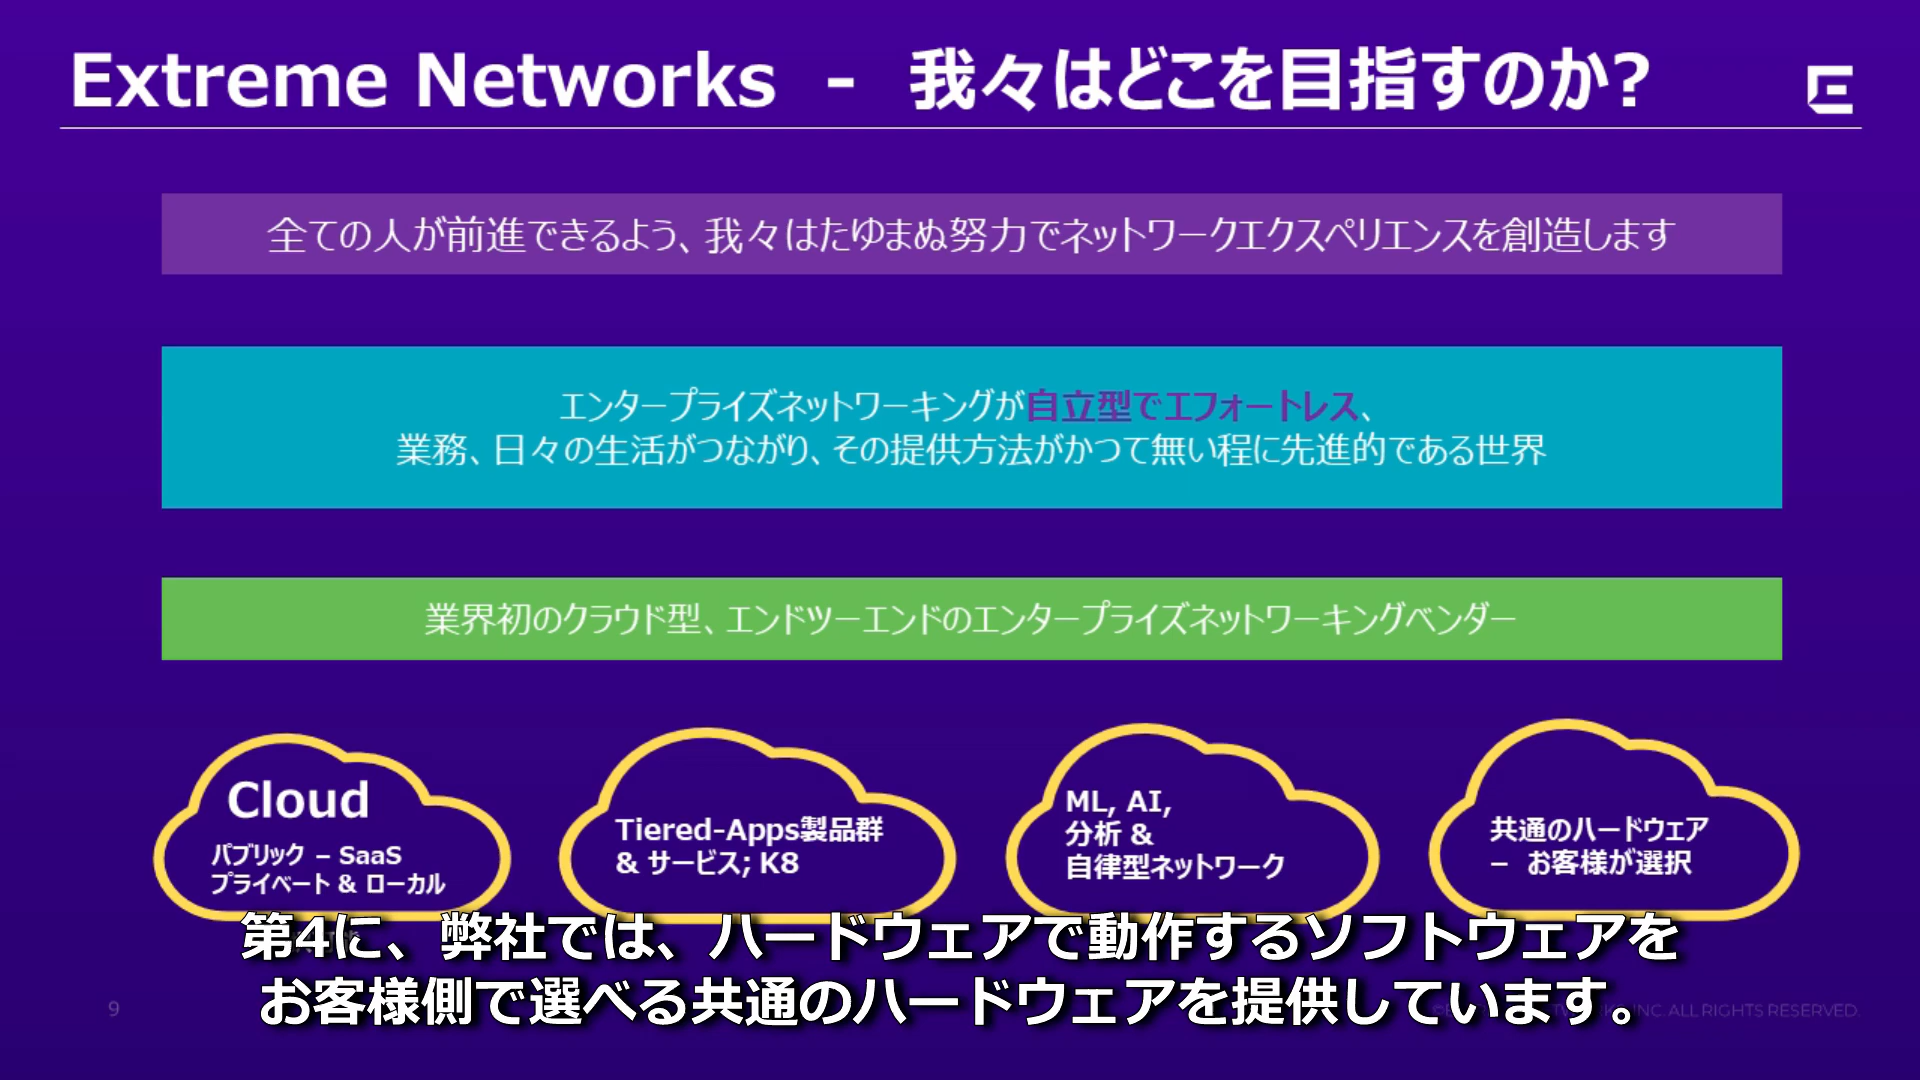 Extreme Networks - 我々はどこを目指すのか?
全ての人が前進できるよう、我々はたゆまぬ努力でネットワークエクスペリエンスを創造します
エンタープライズネットワーキングが自立型でエフォートレス、
業務、日々の生活がつながり、その提供方法がかつて無い程に先進的である世界
業界初のクラウド型、エンドツーエンドのエンタープライズネットワーキングベンダー
Cloud
パブリック – SaaS
プライベート & ローカル
Tiered-Apps製品群
& サービス; K8
ML, AI,
分析 &
自律型ネットワーク
共通のハードウェア
– お客様が選択
第4に、弊社では、ハードウェアで動作するソフトウェアを
お客様側で選べる共通のハードウェアを提供しています。
9
INC. ALL RIGHTS RESERVED.